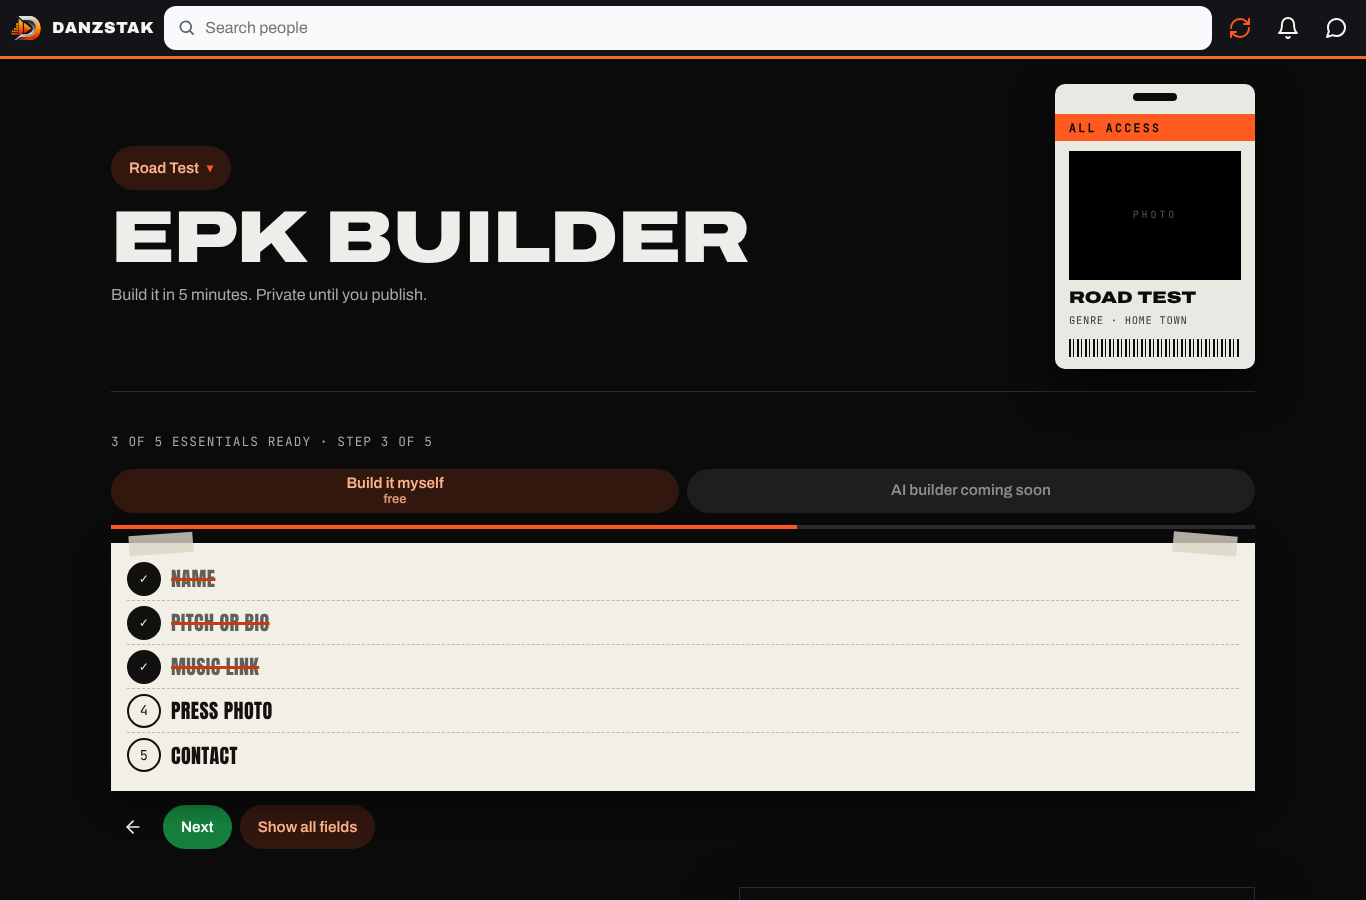 DANZSTAK
Search people
ALL ACCESS
PHOTO
ROAD TEST
GENRE · HOME TOWN
Road Test ▾
EPK BUILDER
Build it in 5 minutes. Private until you publish.
3 OF 5 ESSENTIALS READY · STEP 3 OF 5
Build it myself
free
AI builder coming soon
✓ NAME
✓ PITCH OR BIO
✓ MUSIC LINK
4 PRESS PHOTO
5 CONTACT
← Next Show all fields